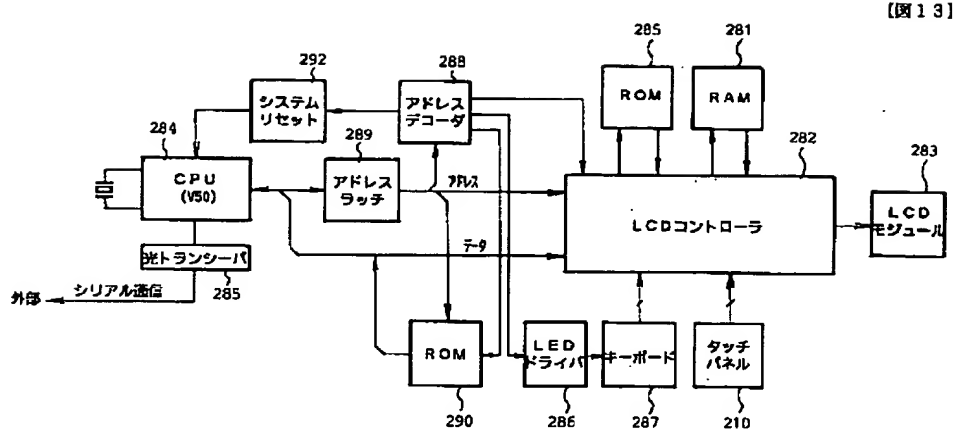 【図13】
285
281
292
288
システム
リセット
アドレス
デコーダ
ROM
RAM
284
289
282
283
CPU
(V50)
アドレス
ラッチ
アドレス
LCDコントローラ
LCD
モジュール
データ
光トランシーバ
285
外部
シリアル通信
ROM
LED
ドライバ
キーボード
タッチ
パネル
290
286
287
210